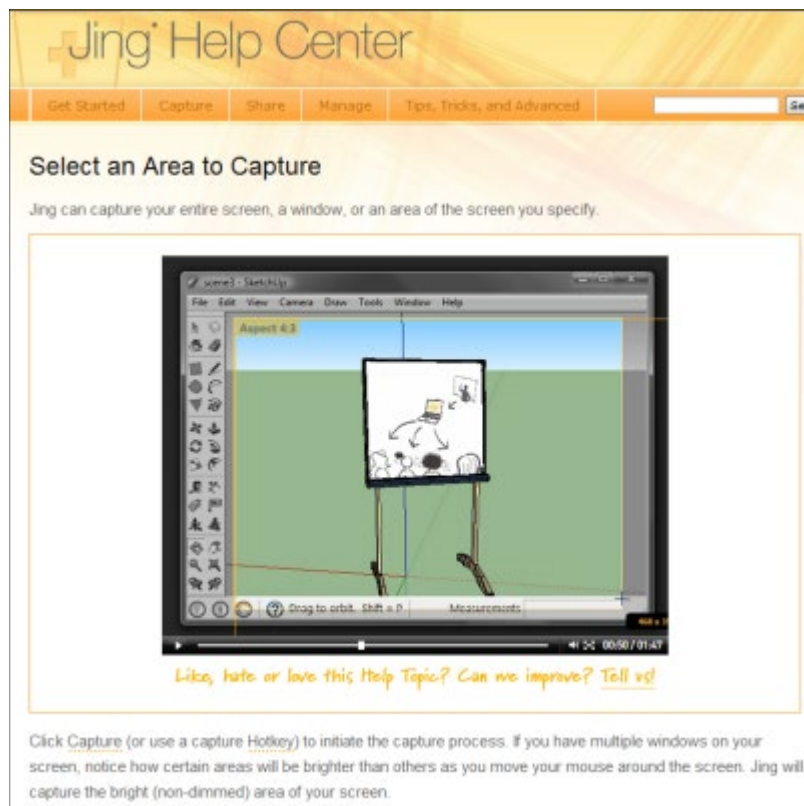 Jing Help Center
Get Started Capture Share Manage Tips, Tricks, and Advanced
Select an Area to Capture
Jing can capture your entire screen, a window, or an area of the screen you specify.
scene3 - SketchUp
File Edit View Camera Draw Tools Window Help
Aspect 4:3
Drag to orbit. Shift = P Measurements
00:50 / 01:47
Like, hate or love this Help Topic? Can we improve? Tell us!
Click Capture (or use a capture Hotkey) to initiate the capture process. If you have multiple windows on your
screen, notice how certain areas will be brighter than others as you move your mouse around the screen. Jing will
capture the bright (non-dimmed) area of your screen.